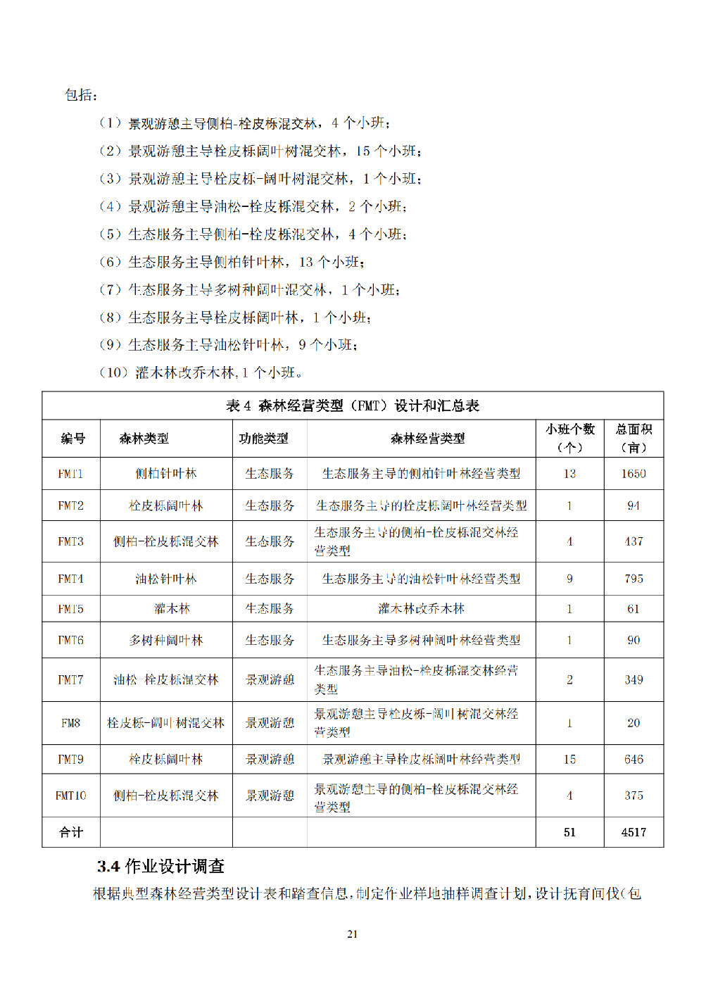 包括：
（1）景观游憩主导侧柏-栓皮栎混交林，4 个小班；
（2）景观游憩主导栓皮栎阔叶树混交林，15 个小班；
（3）景观游憩主导栓皮栎-阔叶树混交林，1 个小班；
（4）景观游憩主导油松-栓皮栎混交林，2 个小班；
（5）生态服务主导侧柏-栓皮栎混交林，4 个小班；
（6）生态服务主导侧柏针叶林，13 个小班；
（7）生态服务主导多树种阔叶混交林，1 个小班；
（8）生态服务主导栓皮栎阔叶林，1 个小班；
（9）生态服务主导油松针叶林，9 个小班；
（10）灌木林改乔木林, 1 个小班。
表 4 森林经营类型（FMT）设计和汇总表
编号 森林类型 功能类型 森林经营类型 小班个数（个） 总面积（亩）
FMT1 侧柏针叶林 生态服务 生态服务主导的侧柏针叶林经营类型 13 1650
FMT2 栓皮栎阔叶林 生态服务 生态服务主导的栓皮栎阔叶林经营类型 1 94
FMT3 侧柏-栓皮栎混交林 生态服务 生态服务主导的侧柏-栓皮栎混交林经营类型 4 437
FMT4 油松针叶林 生态服务 生态服务主导的油松针叶林经营类型 9 795
FMT5 灌木林 生态服务 灌木林改乔木林 1 61
FMT6 多树种阔叶林 生态服务 生态服务主导多树种阔叶林经营类型 1 90
FMT7 油松-栓皮栎混交林 景观游憩 生态服务主导油松-栓皮栎混交林经营类型 2 349
FM8 栓皮栎-阔叶树混交林 景观游憩 景观游憩主导栓皮栎-阔叶树混交林经营类型 1 20
FMT9 栓皮栎阔叶林 景观游憩 景观游憩主导栓皮栎阔叶林经营类型 15 646
FMT10 侧柏-栓皮栎混交林 景观游憩 景观游憩主导的侧柏-栓皮栎混交林经营类型 4 375
合计 51 4517
3.4 作业设计调查
根据典型森林经营类型设计表和踏查信息，制定作业样地抽样调查计划，设计抚育间伐（包
21